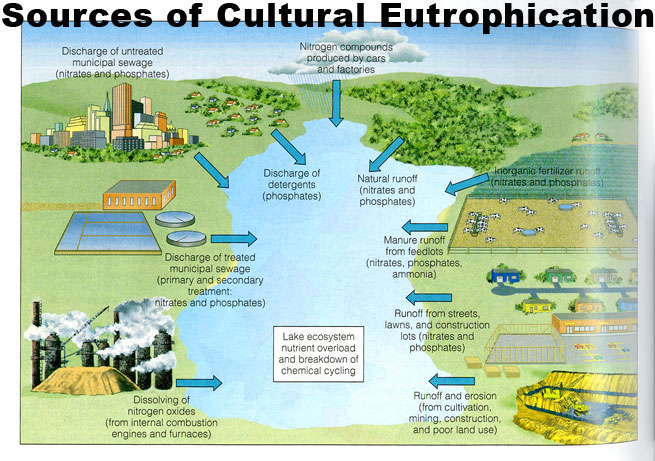 Sources of Cultural Eutrophication
Discharge of untreated
municipal sewage
(nitrates and phosphates)
Nitrogen compounds
produced by cars
and factories
Discharge of
detergents
(phosphates)
Natural runoff
(nitrates and
phosphates)
Inorganic fertilizer runoff
(nitrates and phosphates)
Manure runoff
from feedlots
(nitrates, phosphates,
ammonia)
Discharge of treated
municipal sewage
(primary and secondary
treatment:
nitrates and phosphates)
Runoff from streets,
lawns, and construction
lots (nitrates and
phosphates)
Lake ecosystem
nutrient overload
and breakdown of
chemical cycling
Dissolving of
nitrogen oxides
(from internal combustion
engines and furnaces)
Runoff and erosion
(from cultivation,
mining, construction,
and poor land use)